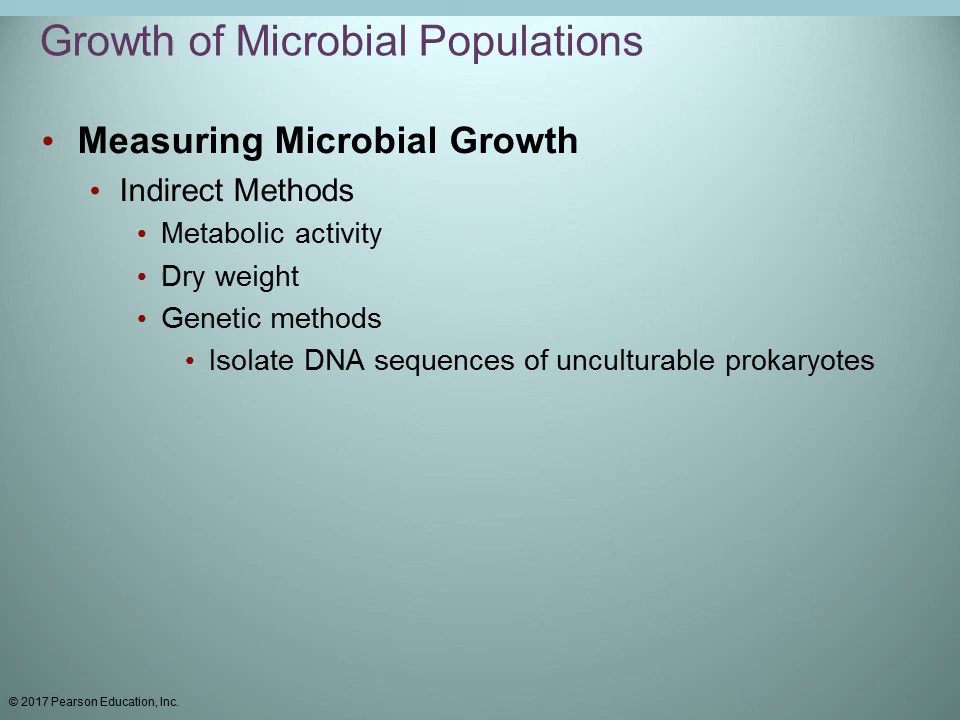 Growth of Microbial Populations
• Measuring Microbial Growth
• Indirect Methods
• Metabolic activity
• Dry weight
• Genetic methods
• Isolate DNA sequences of unculturable prokaryotes
© 2017 Pearson Education, Inc.